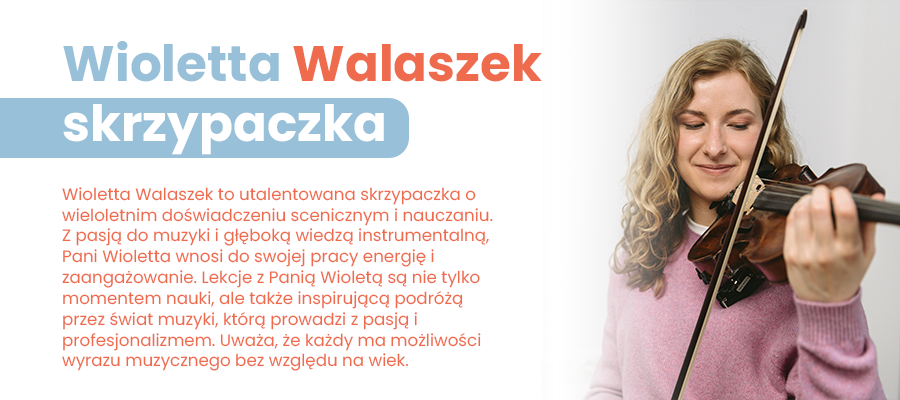 Wioletta Walaszek
skrzypaczka
Wioletta Walaszek to utalentowana skrzypaczka o
wieloletnim doświadczeniu scenicznym i nauczaniu.
Z pasją do muzyki i głęboką wiedzą instrumentalną,
Pani Wioletta wnosi do swojej pracy energię i
zaangażowanie. Lekcje z Panią Wioletą są nie tylko
momentem nauki, ale także inspirującą podróżą
przez świat muzyki, którą prowadzi z pasją i
profesjonalizmem. Uważa, że każdy ma możliwości
wyrazu muzycznego bez względu na wiek.